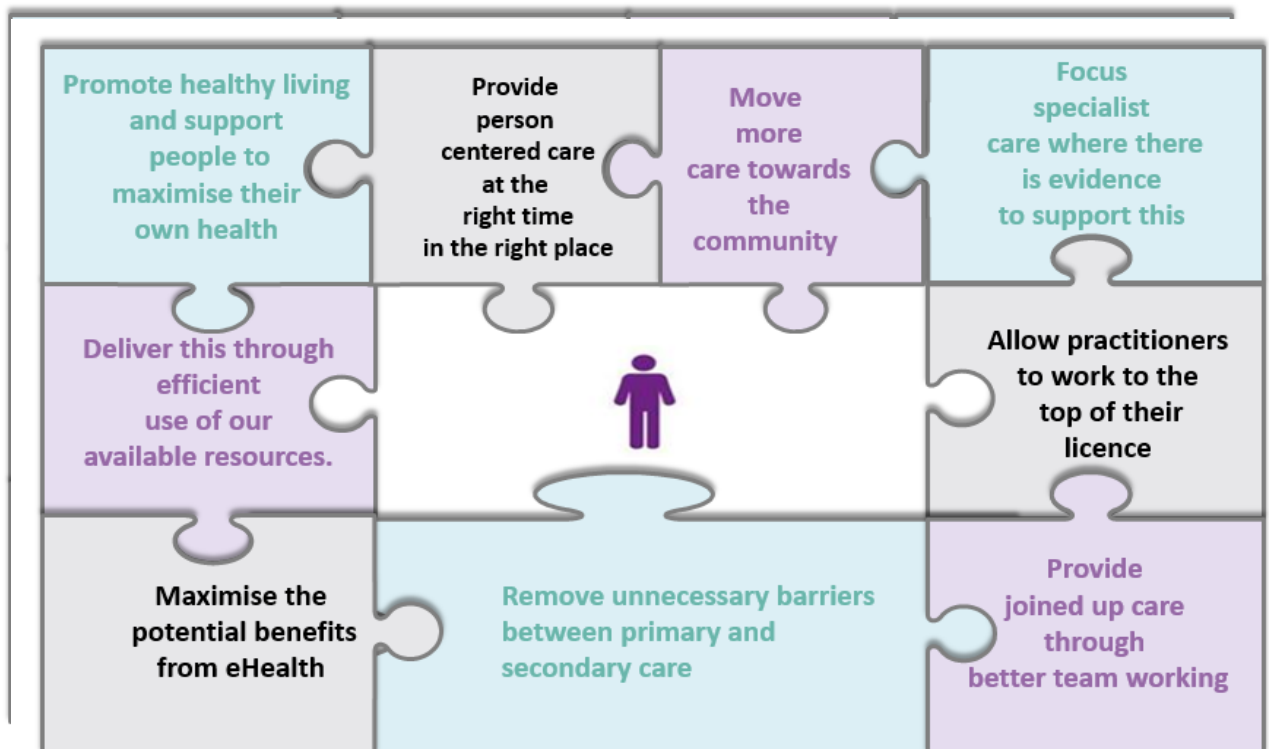 Promote healthy living
and support
people to
maximise their
own health
Provide
person
centered care
at the
right time
in the right place
Move
more
care towards
the
community
Focus
specialist
care where there
is evidence
to support this
Deliver this through
efficient
use of our
available resources.
Allow practitioners
to work to the
top of their
licence
Maximise the
potential benefits
from eHealth
Remove unnecessary barriers
between primary and
secondary care
Provide
joined up care
through
better team working